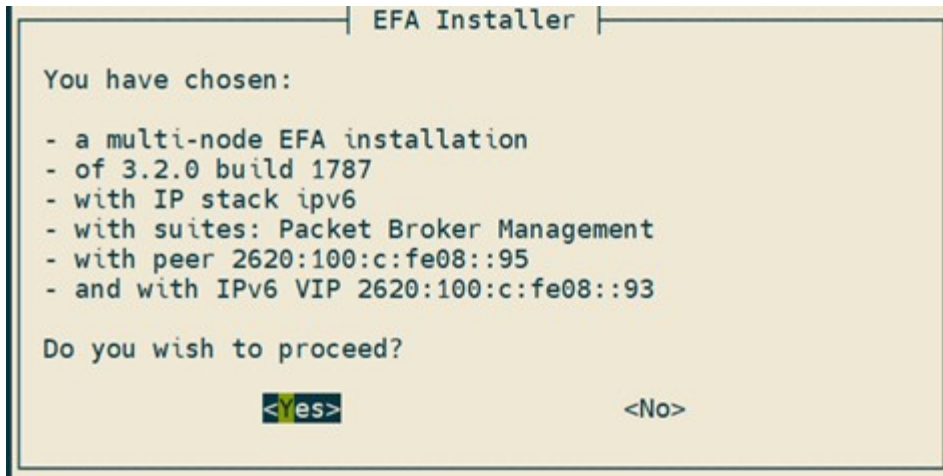 EFA Installer
You have chosen:
- a multi-node EFA installation
- of 3.2.0 build 1787
- with IP stack ipv6
- with suites: Packet Broker Management
- with peer 2620:100:c:fe08::95
- and with IPv6 VIP 2620:100:c:fe08::93
Do you wish to proceed?
<Yes> <No>